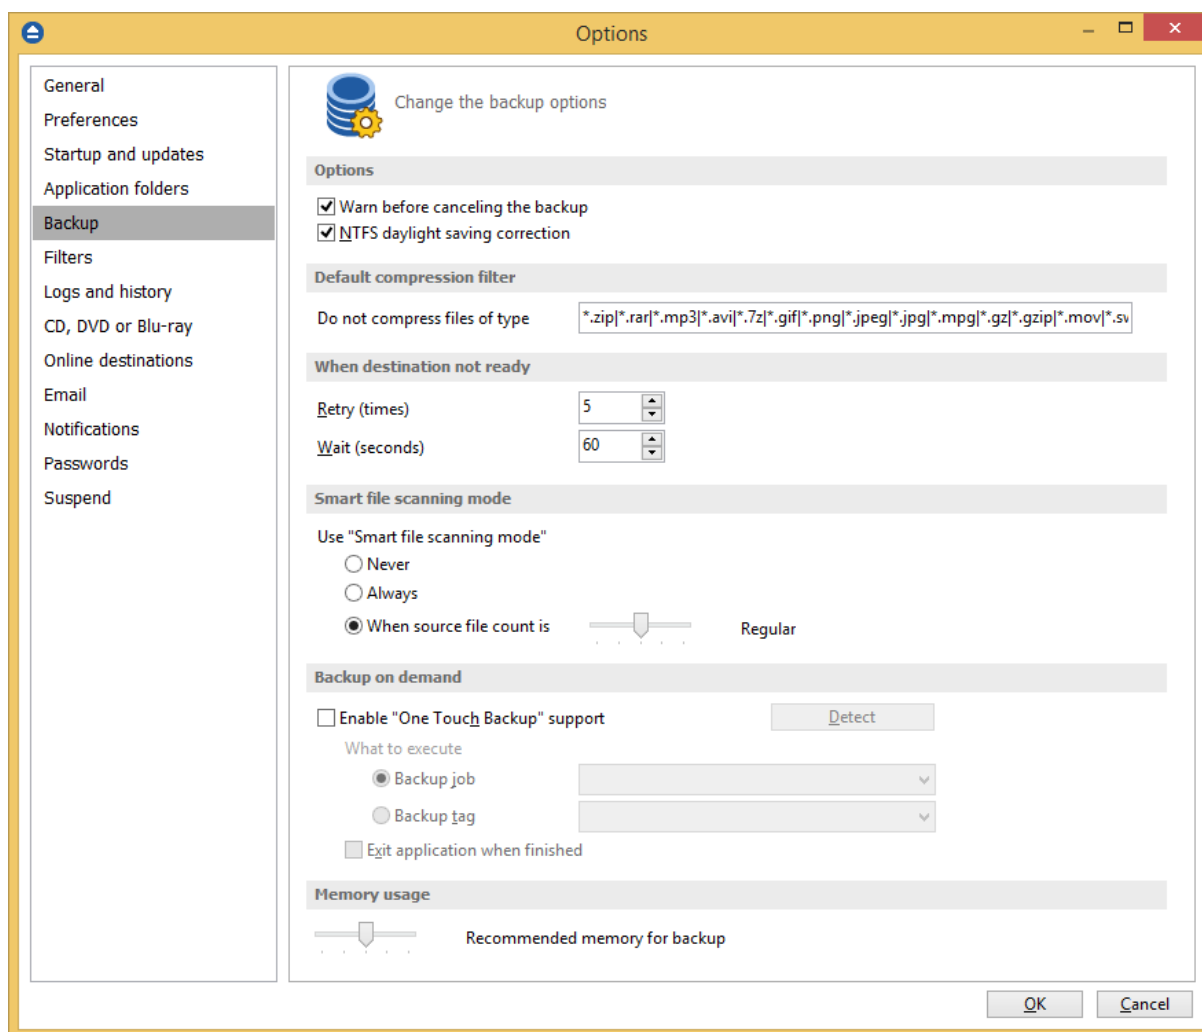 Options
General
Preferences
Startup and updates
Application folders
Backup
Filters
Logs and history
CD, DVD or Blu-ray
Online destinations
Email
Notifications
Passwords
Suspend
Change the backup options
Options
Warn before canceling the backup
NTFS daylight saving correction
Default compression filter
Do not compress files of type *.zip|*.rar|*.mp3|*.avi|*.7z|*.gif|*.png|*.jpeg|*.jpg|*.mpg|*.gz|*.gzip|*.mov|*.sv
When destination not ready
Retry (times) 5
Wait (seconds) 60
Smart file scanning mode
Use "Smart file scanning mode"
Never
Always
When source file count is Regular
Backup on demand
Enable "One Touch Backup" support Detect
What to execute
Backup job
Backup tag
Exit application when finished
Memory usage
Recommended memory for backup
OK Cancel